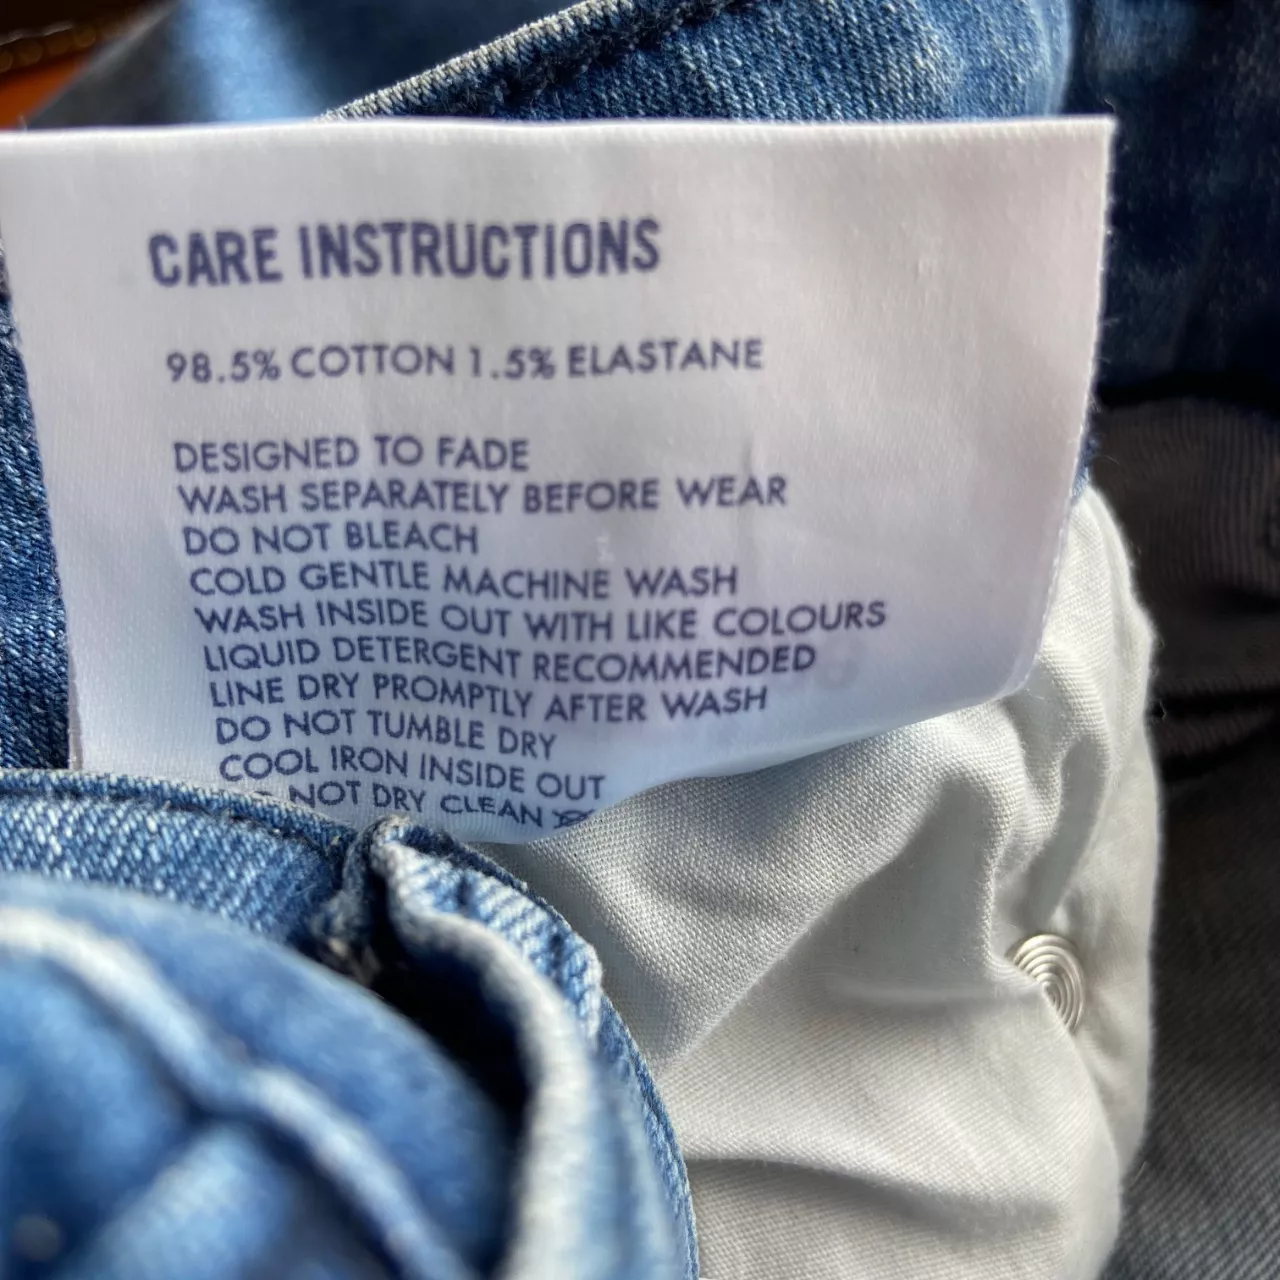 CARE INSTRUCTIONS
98.5% COTTON 1.5% ELASTANE
DESIGNED TO FADE
WASH SEPARATELY BEFORE WEAR
DO NOT BLEACH
COLD GENTLE MACHINE WASH
WASH INSIDE OUT WITH LIKE COLOURS
LIQUID DETERGENT RECOMMENDED
LINE DRY PROMPTLY AFTER WASH
DO NOT TUMBLE DRY
COOL IRON INSIDE OUT
NOT DRY CLEAN